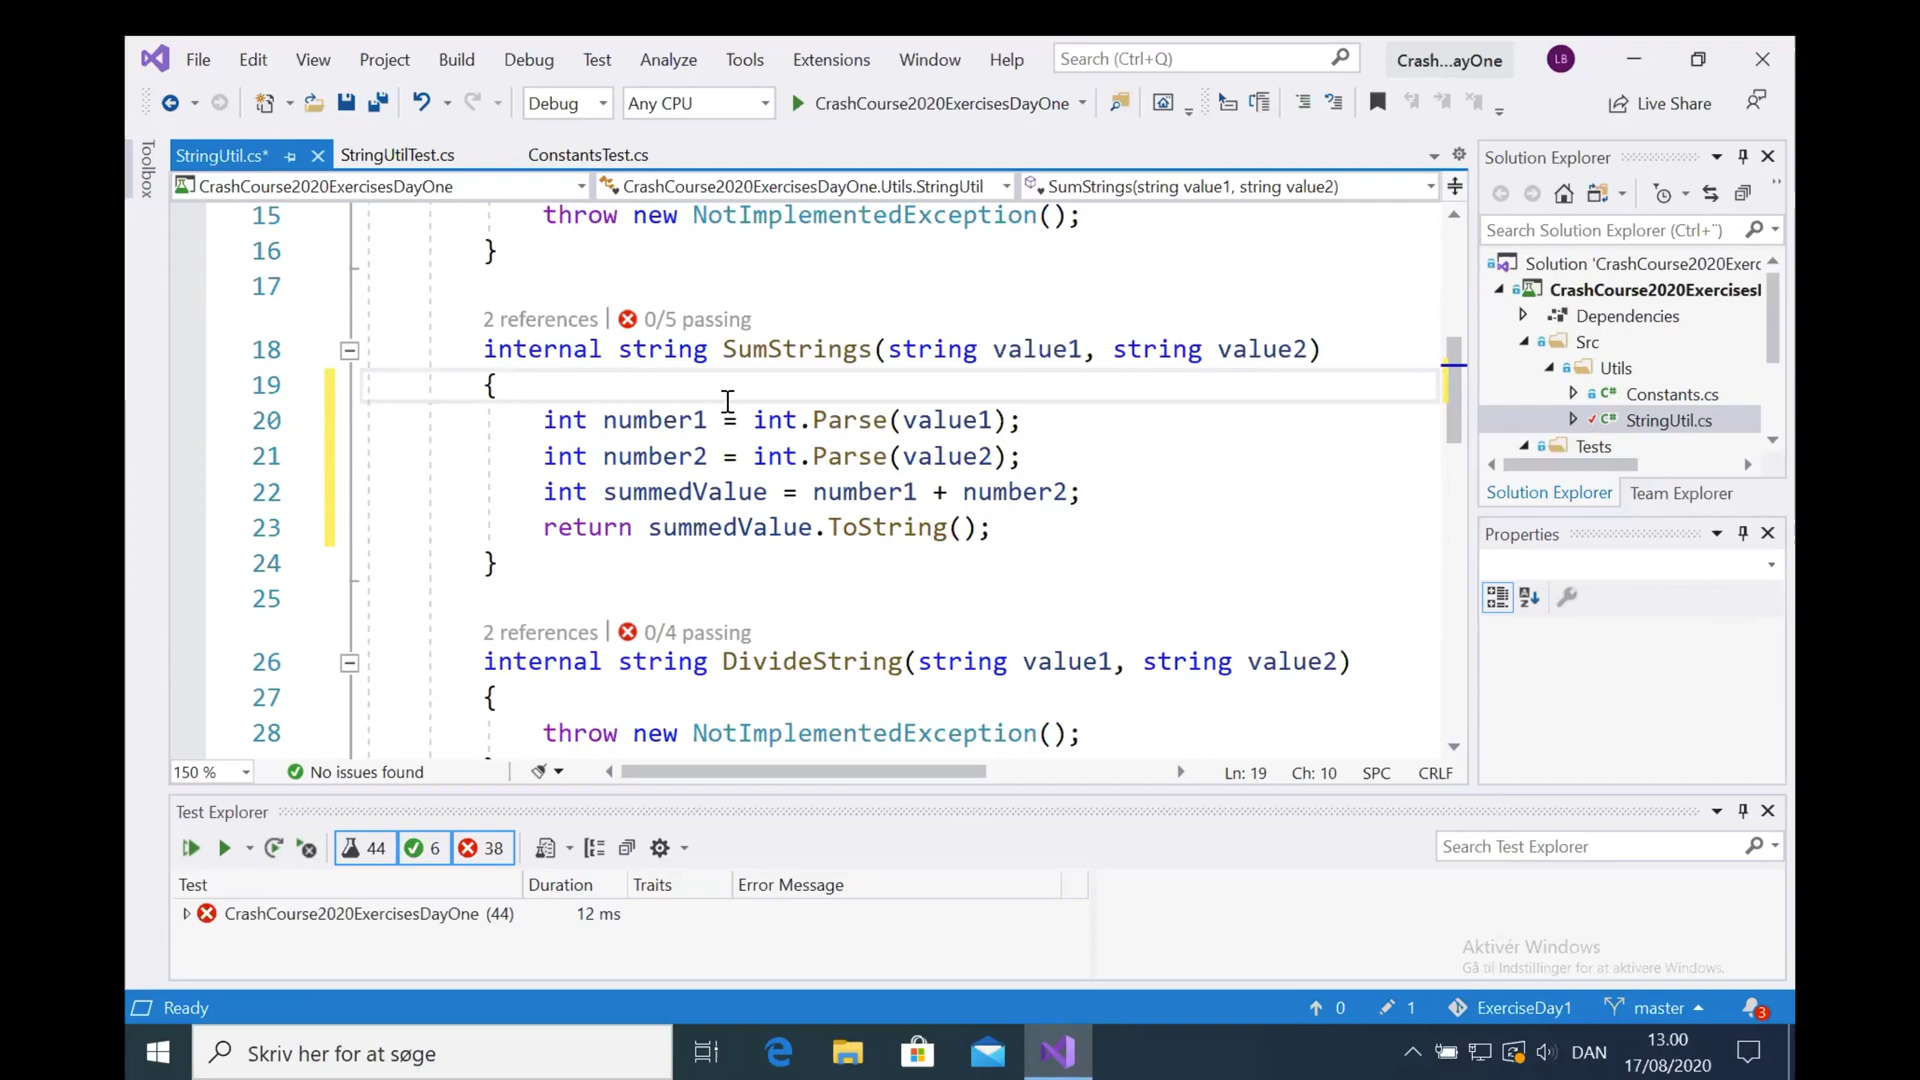 File Edit View Project Build Debug Test Tools Analyze Extensions Window Help Search (Ctrl+Q) Crash...ayOne LB
Debug Any CPU CrashCourse2020ExercisesDayOne Live Share
Toolbox
StringUtil.cs* StringUtilTest.cs ConstantsTest.cs
CrashCourse2020ExercisesDayOne CrashCourse2020ExercisesDayOne.Utils.StringUtil SumStrings(string value1, string value2)
15 throw new NotImplementedException();
16 }
17
2 references | 0/5 passing
18 internal string SumStrings(string value1, string value2)
19 {
20 int number1 = int.Parse(value1);
21 int number2 = int.Parse(value2);
22 int summedValue = number1 + number2;
23 return summedValue.ToString();
24 }
25
2 references | 0/4 passing
26 internal string DivideString(string value1, string value2)
27 {
28 throw new NotImplementedException();
150 % No issues found Ln: 19 Ch: 10 SPC CRLF
Solution Explorer
Search Solution Explorer (Ctrl+¨)
Solution 'CrashCourse2020Exerc
CrashCourse2020Exercises
Dependencies
Src
Utils
C# Constants.cs
C# StringUtil.cs
Tests
Solution Explorer Team Explorer
Properties
Test Explorer
44 6 38 Search Test Explorer
Test Duration Traits Error Message
CrashCourse2020ExercisesDayOne (44) 12 ms
Aktivér Windows
Gå til Indstillinger for at aktivere Windows.
Ready 0 1 ExerciseDay1 master 3
Skriv her for at søge DAN 13.00
17/08/2020